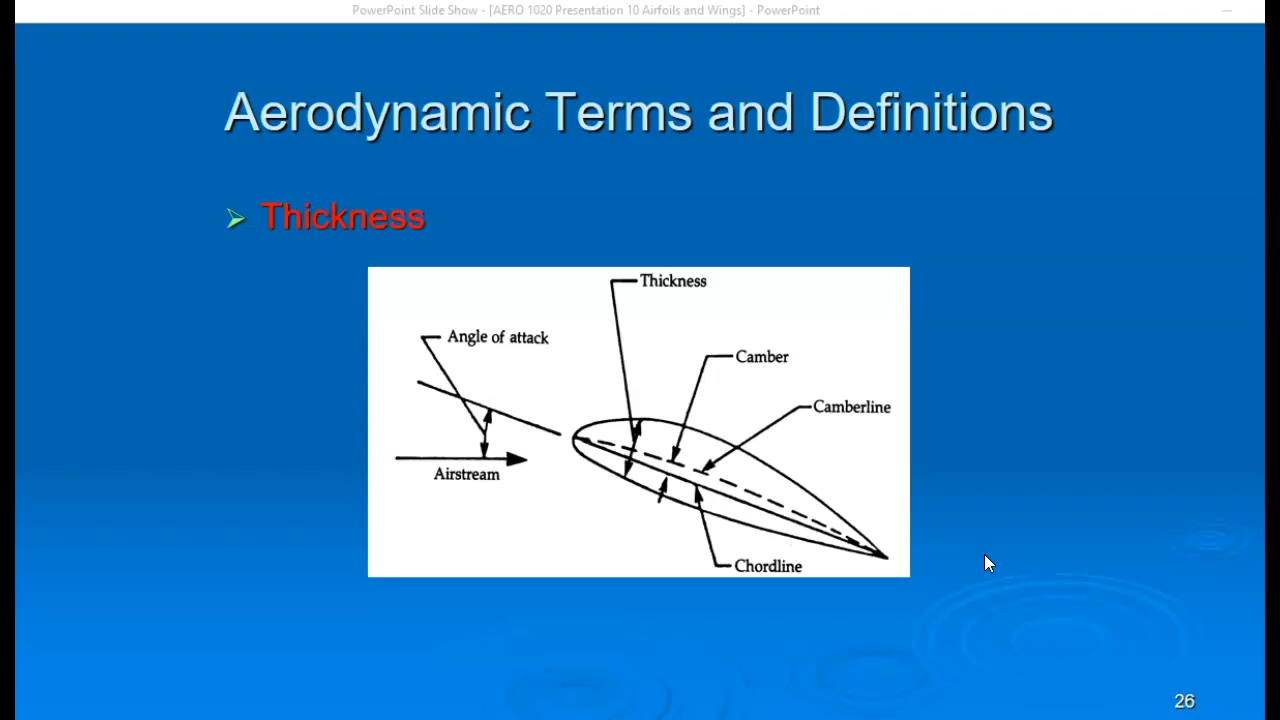 PowerPoint Slide Show - [AERO 1020 Presentation 10 Airfoils and Wings] - PowerPoint
Aerodynamic Terms and Definitions
Thickness
Thickness
Angle of attack
Camber
Camberline
Airstream
Chordline
26